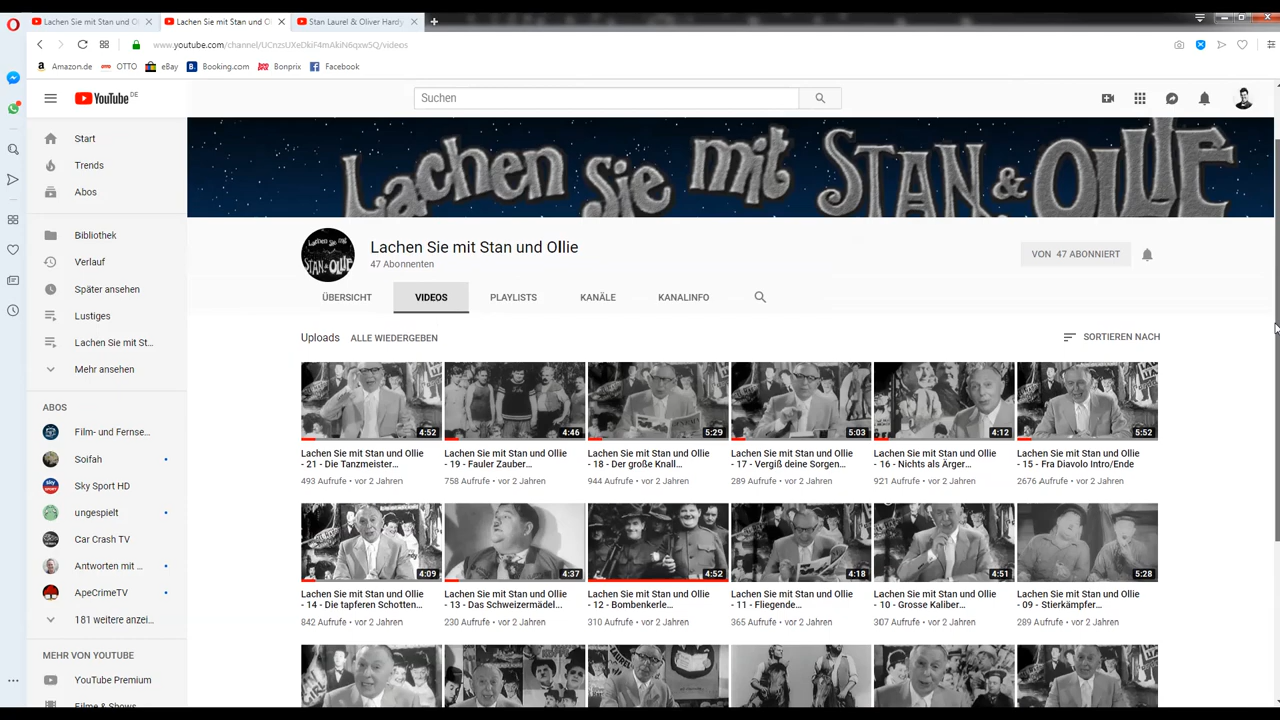 Lachen Sie mit Stan und O
Lachen Sie mit Stan und O
Stan Laurel & Oliver Hardy
www.youtube.com/channel/UCnzsUXeDkiF4mAkiN6qxw5Q/videos
Amazon.de OTTO eBay Booking.com Bonprix Facebook
YouTube DE
Suchen
Start
Trends
Abos
Bibliothek
Verlauf
Später ansehen
Lustiges
Lachen Sie mit St...
Mehr ansehen
ABOS
Film- und Fernse...
Soifah
Sky Sport HD
ungespielt
Car Crash TV
Antworten mit ...
ApeCrimeTV
181 weitere anzei...
MEHR VON YOUTUBE
YouTube Premium
Filme & Shows
Lachen Sie mit STAN & OLLIE
Lachen Sie mit STAN & OLLIE
Lachen Sie mit Stan und Ollie
47 Abonnenten
VON 47 ABONNIERT
ÜBERSICHT VIDEOS PLAYLISTS KANÄLE KANALINFO
Uploads ALLE WIEDERGEBEN
SORTIEREN NACH
4:52
Lachen Sie mit Stan und Ollie
- 21 - Die Tanzmeister...
493 Aufrufe • vor 2 Jahren
4:46
Lachen Sie mit Stan und Ollie
- 19 - Fauler Zauber...
758 Aufrufe • vor 2 Jahren
5:29
Lachen Sie mit Stan und Ollie
- 18 - Der große Knall...
944 Aufrufe • vor 2 Jahren
5:03
Lachen Sie mit Stan und Ollie
- 17 - Vergiß deine Sorgen...
289 Aufrufe • vor 2 Jahren
4:12
Lachen Sie mit Stan und Ollie
- 16 - Nichts als Ärger...
921 Aufrufe • vor 2 Jahren
5:52
Lachen Sie mit Stan und Ollie
- 15 - Fra Diavolo Intro/Ende
2676 Aufrufe • vor 2 Jahren
4:09
Lachen Sie mit Stan und Ollie
- 14 - Die tapferen Schotten...
842 Aufrufe • vor 2 Jahren
4:37
Lachen Sie mit Stan und Ollie
- 13 - Das Schweizermädel...
230 Aufrufe • vor 2 Jahren
4:52
Lachen Sie mit Stan und Ollie
- 12 - Bombenkerle...
310 Aufrufe • vor 2 Jahren
4:18
Lachen Sie mit Stan und Ollie
- 11 - Fliegende...
365 Aufrufe • vor 2 Jahren
4:51
Lachen Sie mit Stan und Ollie
- 10 - Grosse Kaliber...
307 Aufrufe • vor 2 Jahren
5:28
Lachen Sie mit Stan und Ollie
- 09 - Stierkämpfer...
289 Aufrufe • vor 2 Jahren